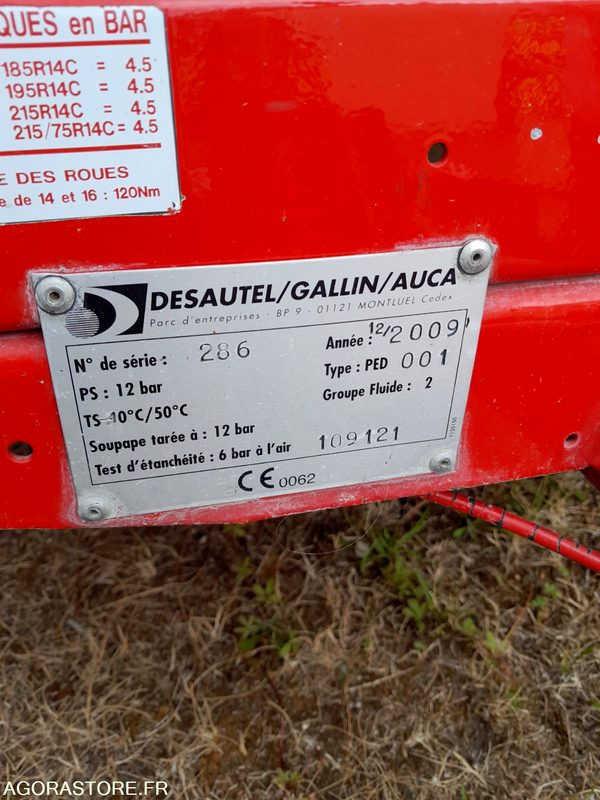 QUES en BAR
185R14C = 4.5
195R14C = 4.5
215R14C = 4.5
215/75R14C = 4.5
E DES ROUES
e de 14 et 16 : 120Nm
DESAUTEL/GALLIN/AUCA
Parc d'entreprises - BP 9 - 01121 MONTLUEL Cedex
N° de série : 286
Année : 12/2009
PS : 12 bar
Type : PED 001
TS -10°C/50°C
Groupe Fluide : 2
Soupape tarée à : 12 bar
Test d'étanchéité : 6 bar à l'air 109121
CE 0062
AGORASTORE.FR